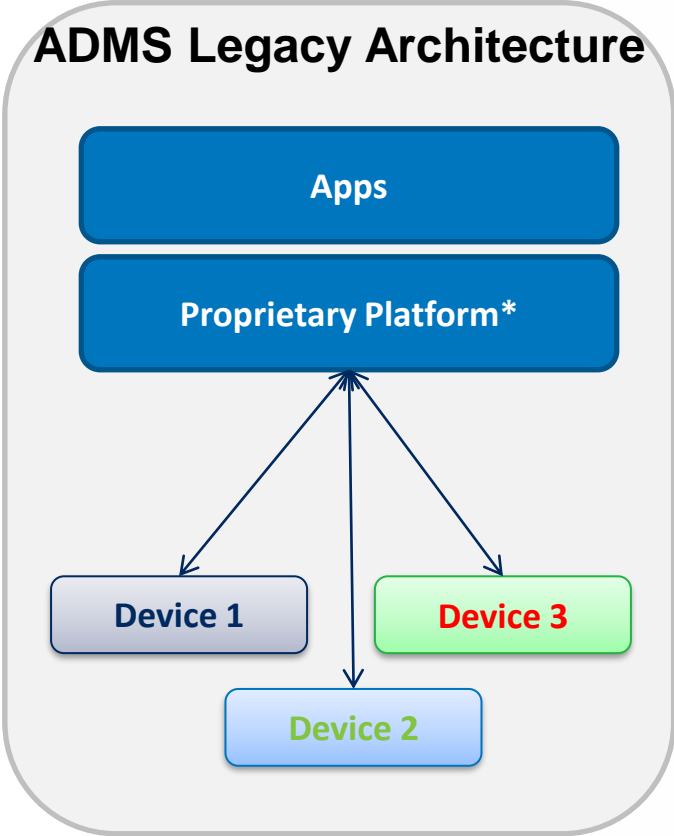 ADMS Legacy Architecture
Apps
Proprietary Platform*
Device 1
Device 3
Device 2